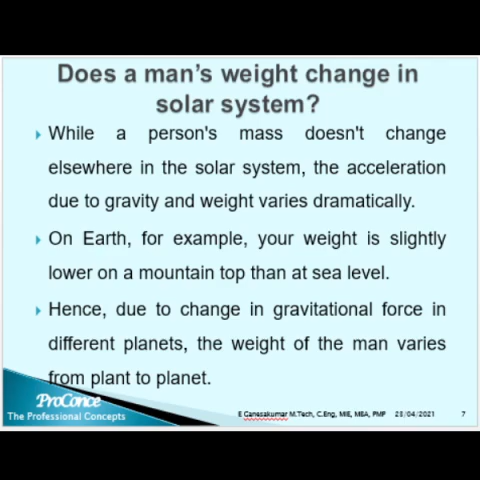 Does a man's weight change in
solar system?
While a person's mass doesn't change
elsewhere in the solar system, the acceleration
due to gravity and weight varies dramatically.
On Earth, for example, your weight is slightly
lower on a mountain top than at sea level.
Hence, due to change in gravitational force in
different planets, the weight of the man varies
from plant to planet.
ProConce
The Professional Concepts
E Ganesakumar M.Tech, C.Eng, MIE, MBA, PMP 23/04/2021 7